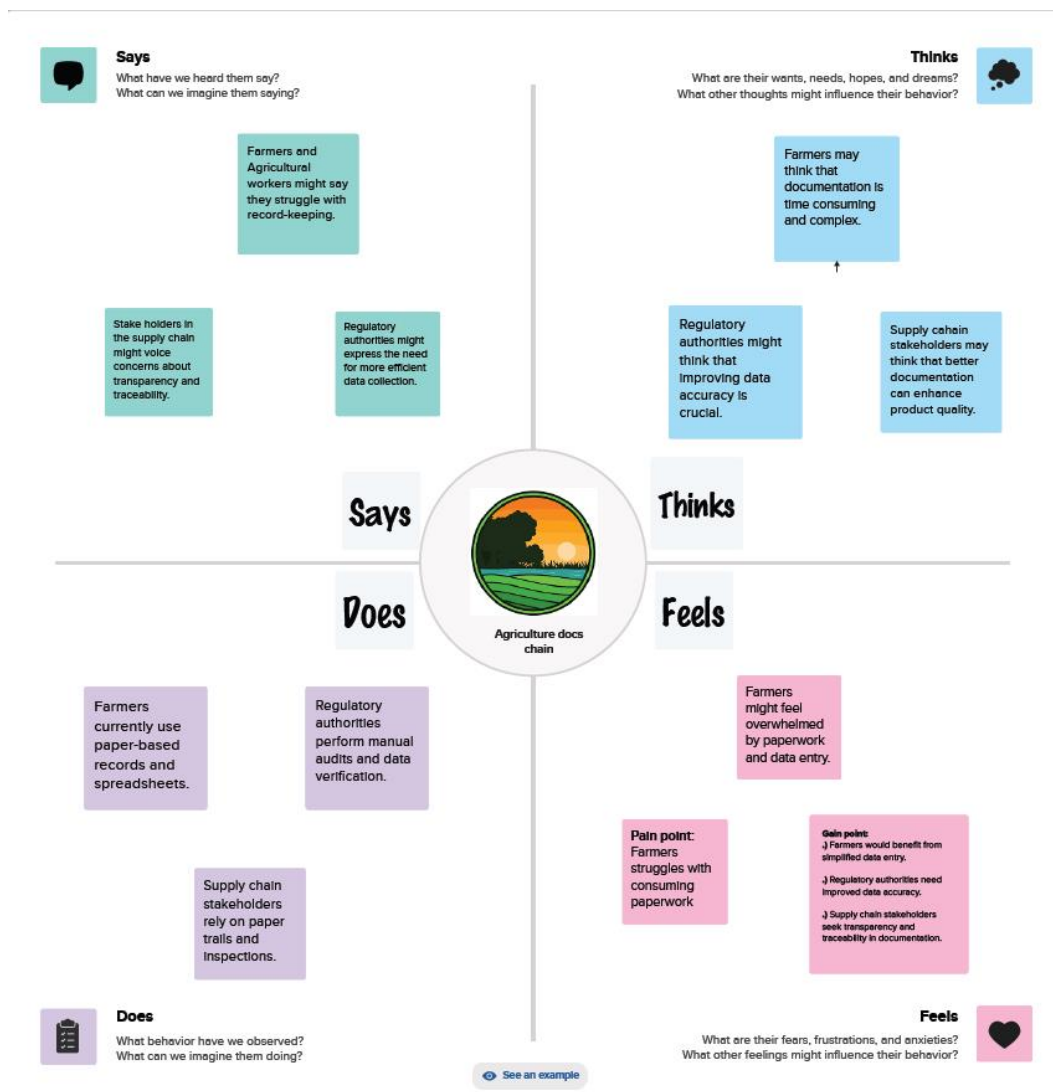 Says
What have we heard them say?
What can we imagine them saying?
Thinks
What are their wants, needs, hopes, and dreams?
What other thoughts might influence their behavior?
Farmers and
Agricultural
workers might say
they struggle with
record-keeping.
Stake holders in
the supply chain
might voice
concerns about
transparency and
traceability.
Regulatory
authorities might
express the need
for more efficient
data collection.
Farmers may
think that
documentation is
time consuming
and complex.
Regulatory
authorities might
think that
improving data
accuracy is
crucial.
Supply cahain
stakeholders may
think that better
documentation
can enhance
product quality.
Says
Thinks
Does
Feels
Agriculture docs
chain
Farmers
currently use
paper-based
records and
spreadsheets.
Regulatory
authorities
perform manual
audits and data
verification.
Supply chain
stakeholders
rely on paper
trails and
inspections.
Farmers
might feel
overwhelmed
by paperwork
and data entry.
Pain point:
Farmers
struggles with
consuming
paperwork
Gain point:
.) Farmers would benefit from
simplified data entry.
.) Regulatory authorities need
improved data accuracy.
.) Supply chain stakeholders
seek transparency and
traceability in documentation.
Does
What behavior have we observed?
What can we imagine them doing?
Feels
What are their fears, frustrations, and anxieties?
What other feelings might influence their behavior?
See an example